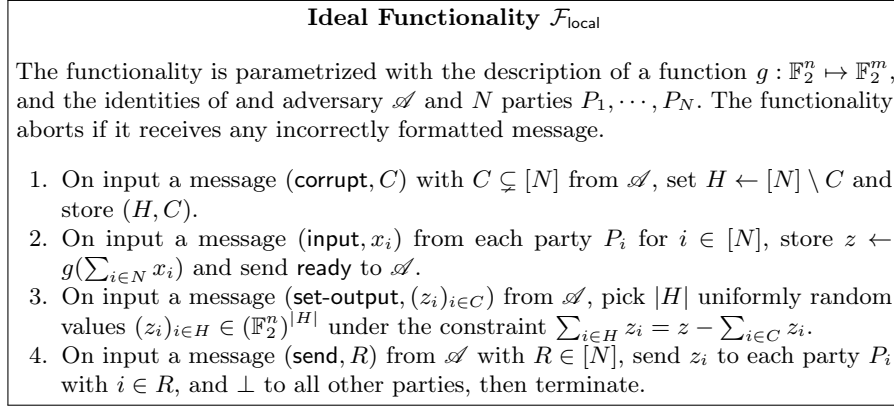 Ideal Functionality ℱ_local
The functionality is parametrized with the description of a function g : 𝔽₂ⁿ ↦ 𝔽₂ᵐ,
and the identities of and adversary 𝒜 and N parties P₁, ⋯ , P_N. The functionality
aborts if it receives any incorrectly formatted message.
1. On input a message (corrupt, C) with C ⊊ [N] from 𝒜, set H ← [N] \ C and
store (H, C).
2. On input a message (input, x_i) from each party P_i for i ∈ [N], store z ←
g(∑_{i∈N} x_i) and send ready to 𝒜.
3. On input a message (set-output, (z_i)_{i∈C}) from 𝒜, pick |H| uniformly random
values (z_i)_{i∈H} ∈ (𝔽₂ⁿ)^{|H|} under the constraint ∑_{i∈H} z_i = z − ∑_{i∈C} z_i.
4. On input a message (send, R) from 𝒜 with R ∈ [N], send z_i to each party P_i
with i ∈ R, and ⊥ to all other parties, then terminate.